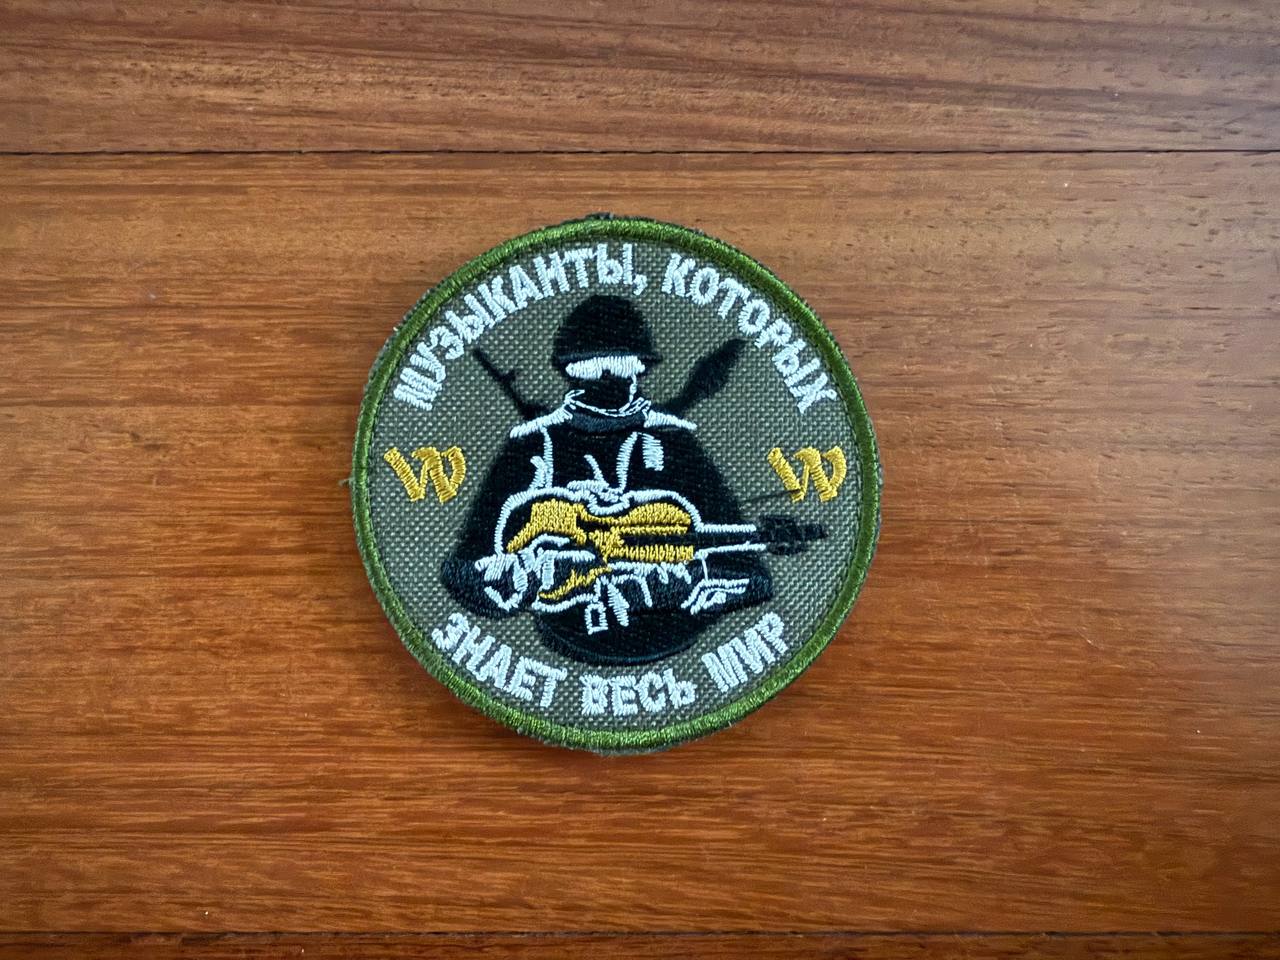 МУЗЫКАНТЫ, КОТОРЫХ
W W
ЗНАЕТ ВЕСЬ МИР